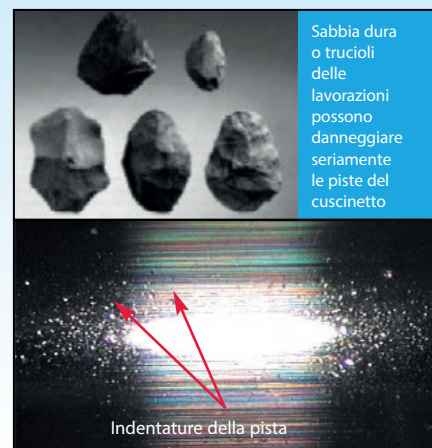 Sabbia dura
o trucioli
delle
lavorazioni
possono
danneggiare
seriamente
le piste del
cuscinetto
Indentature della pista